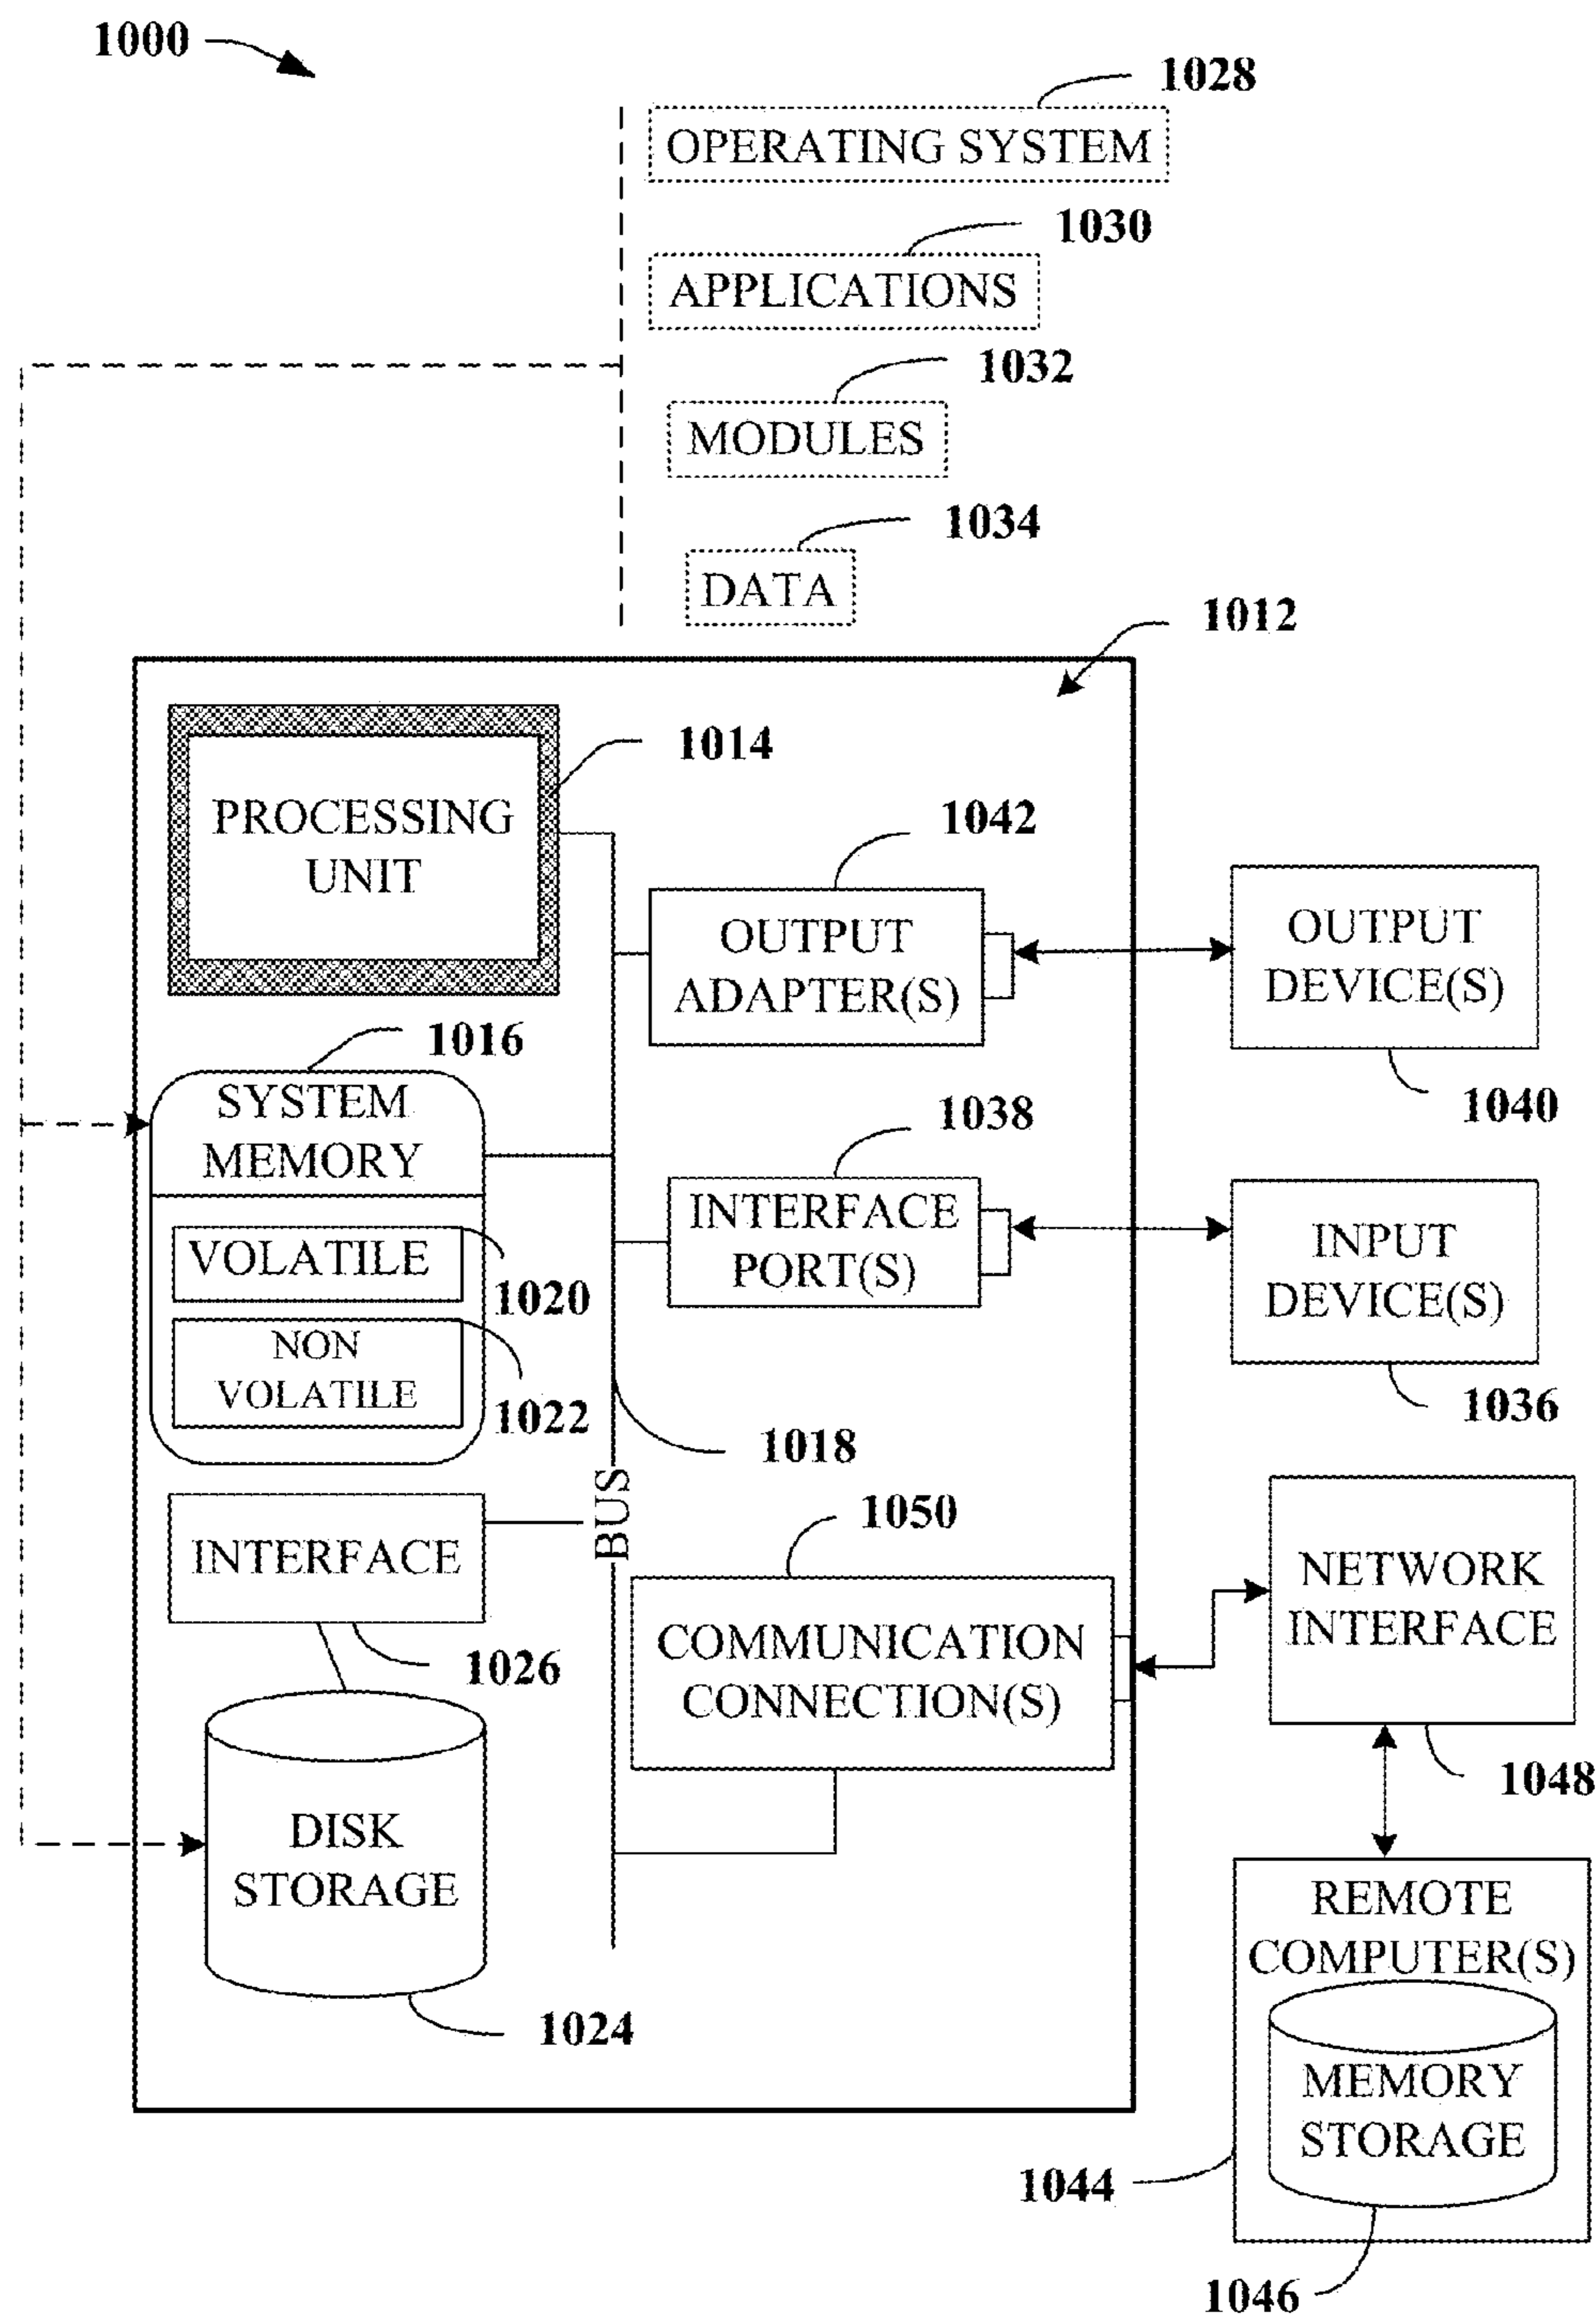 1000
1028
OPERATING SYSTEM
1030
APPLICATIONS
1032
MODULES
1034
DATA
1012
1014
PROCESSING
UNIT
1042
OUTPUT
ADAPTER(S)
OUTPUT
DEVICE(S)
1040
1016
SYSTEM
MEMORY
VOLATILE
1020
NON
VOLATILE
1022
1038
INTERFACE
PORT(S)
INPUT
DEVICE(S)
1036
1018
BUS
INTERFACE
1026
1050
COMMUNICATION
CONNECTION(S)
NETWORK
INTERFACE
1048
DISK
STORAGE
1024
REMOTE
COMPUTER(S)
MEMORY
STORAGE
1044
1046